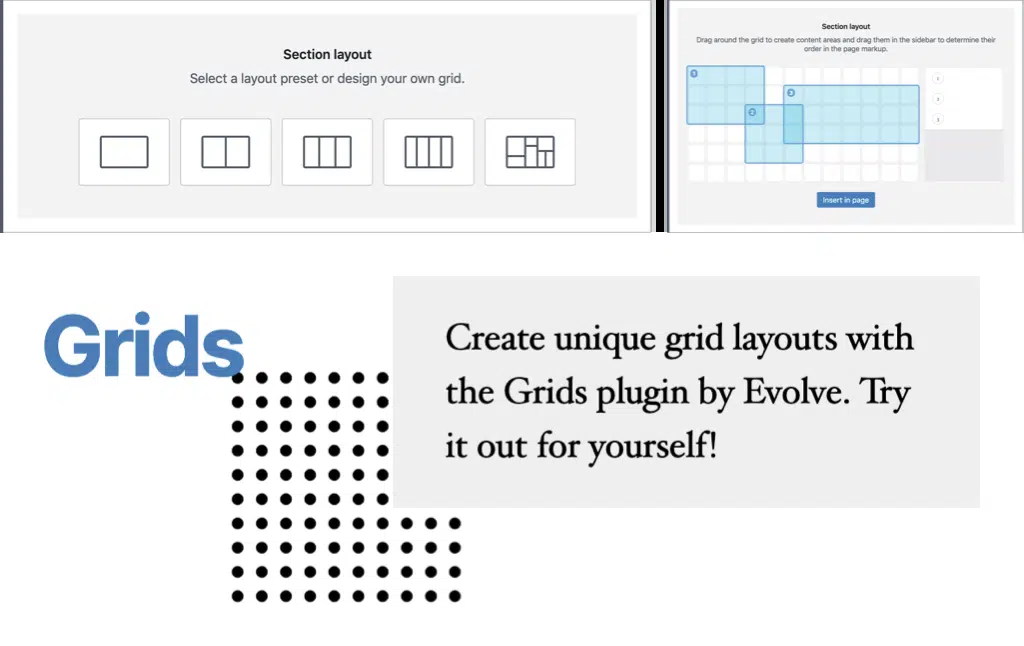 Section layout
Select a layout preset or design your own grid.
Section layout
Drag around the grid to create content areas and drag them in the sidebar to determine their
order in the page markup.
Insert in page
Grids
Create unique grid layouts with
the Grids plugin by Evolve. Try
it out for yourself!